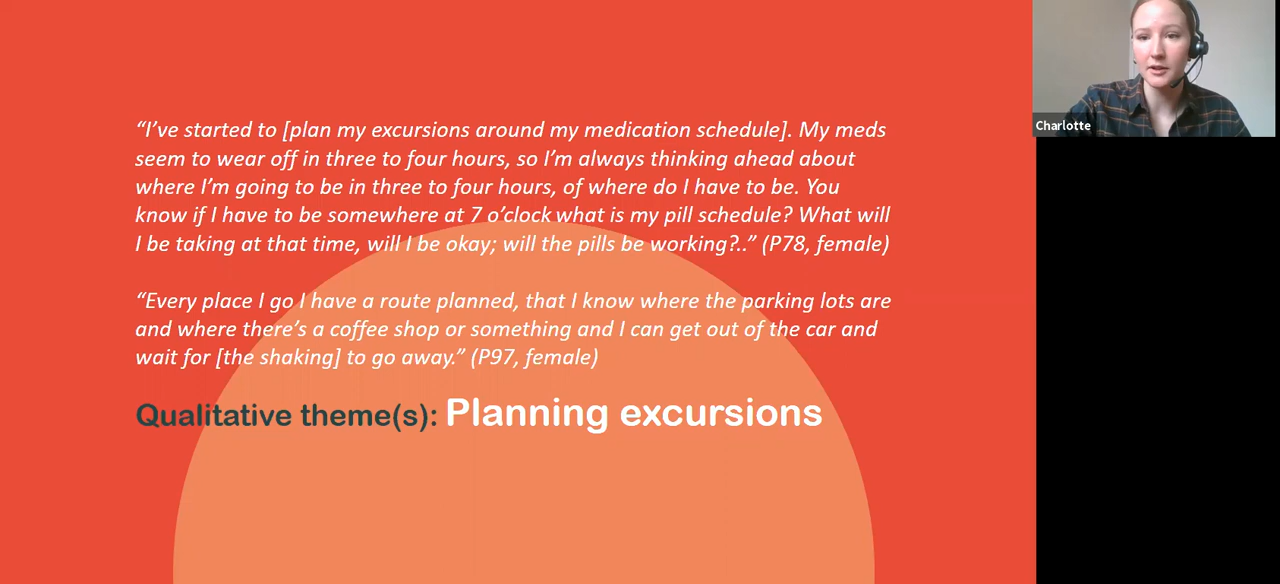 “I’ve started to [plan my excursions around my medication schedule]. My meds
seem to wear off in three to four hours, so I’m always thinking ahead about
where I’m going to be in three to four hours, of where do I have to be. You
know if I have to be somewhere at 7 o’clock what is my pill schedule? What will
I be taking at that time, will I be okay; will the pills be working?..” (P78, female)
“Every place I go I have a route planned, that I know where the parking lots are
and where there’s a coffee shop or something and I can get out of the car and
wait for [the shaking] to go away.” (P97, female)
Qualitative theme(s): Planning excursions
Charlotte